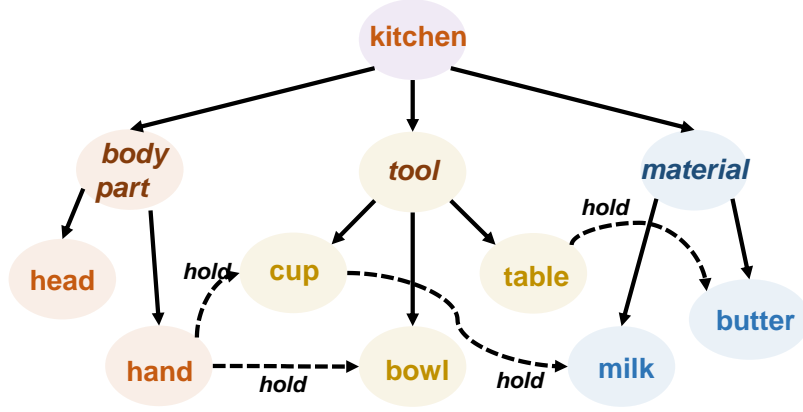 kitchen
body
part
tool
material
hold
hold
head
cup
table
butter
hand
hold
bowl
hold
milk